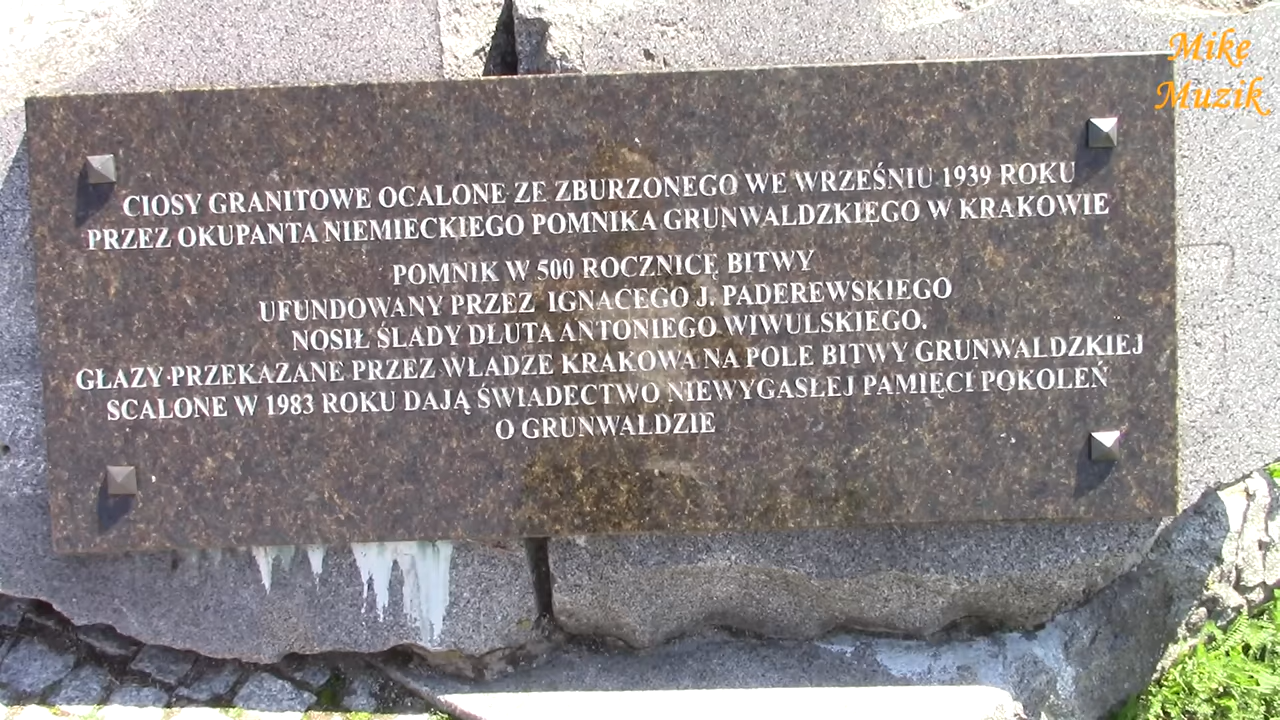 Mike
Muzik
CIOSY GRANITOWE OCALONE ZE ZBURZONEGO WE WRZEŚNIU 1939 ROKU
PRZEZ OKUPANTA NIEMIECKIEGO POMNIKA GRUNWALDZKIEGO W KRAKOWIE
POMNIK W 500 ROCZNICĘ BITWY
UFUNDOWANY PRZEZ IGNACEGO J. PADEREWSKIEGO
NOSIŁ ŚLADY DŁUTA ANTONIEGO WIWULSKIEGO.
GŁAZY PRZEKAZANE PRZEZ WŁADZE KRAKOWA NA POLE BITWY GRUNWALDZKIEJ
SCALONE W 1983 ROKU DAJĄ ŚWIADECTWO NIEWYGASŁEJ PAMIĘCI POKOLEŃ
O GRUNWALDZIE